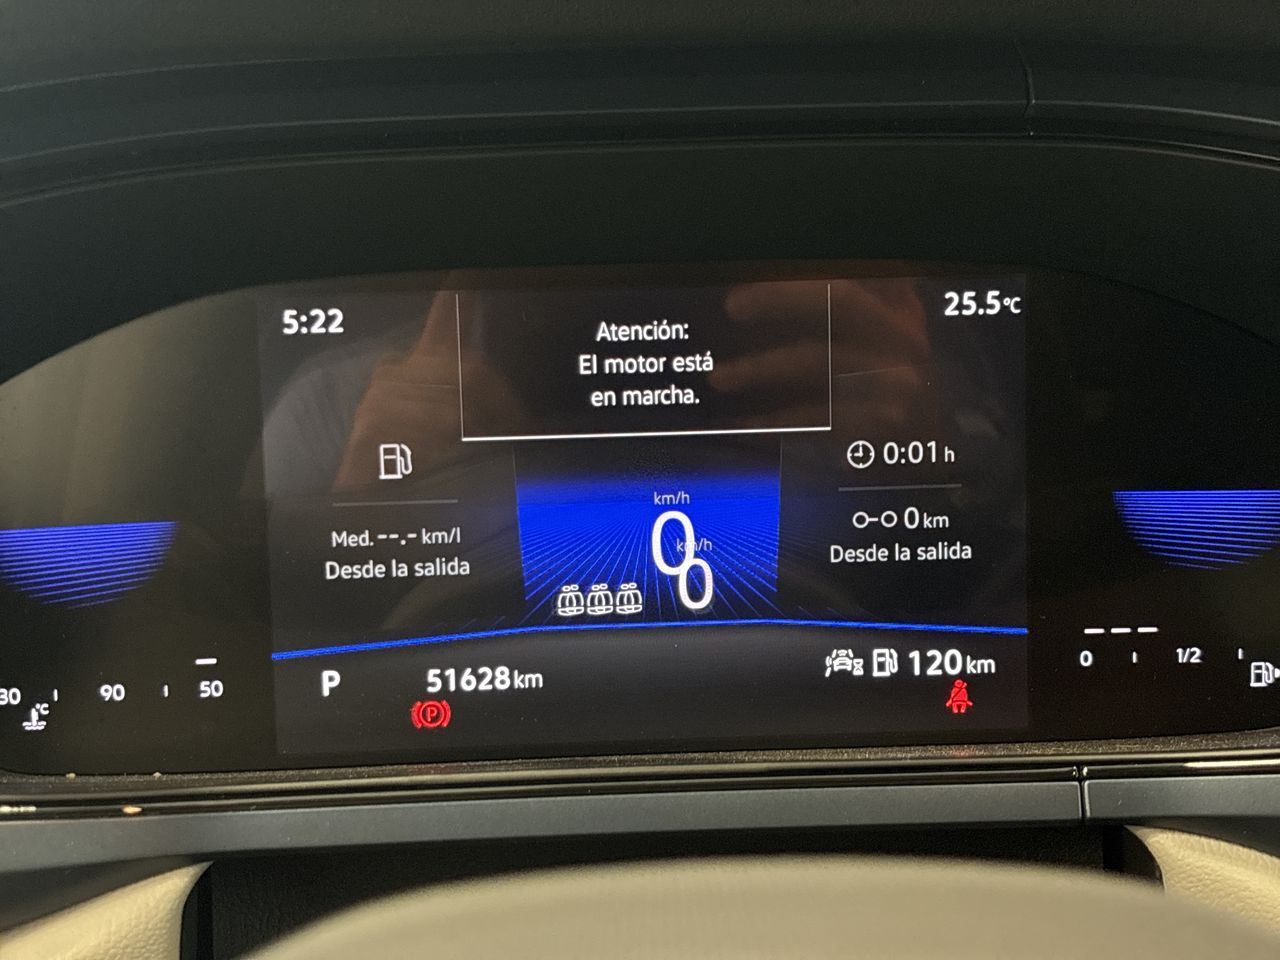 5:22
Atención:
El motor está
en marcha.
25.5°C
0:01 h
km/h
0
Med. --.- km/l
Desde la salida
km/h
0
0 km
Desde la salida
30
90
50
°C
P
51628 km
P
120 km
0
1/2